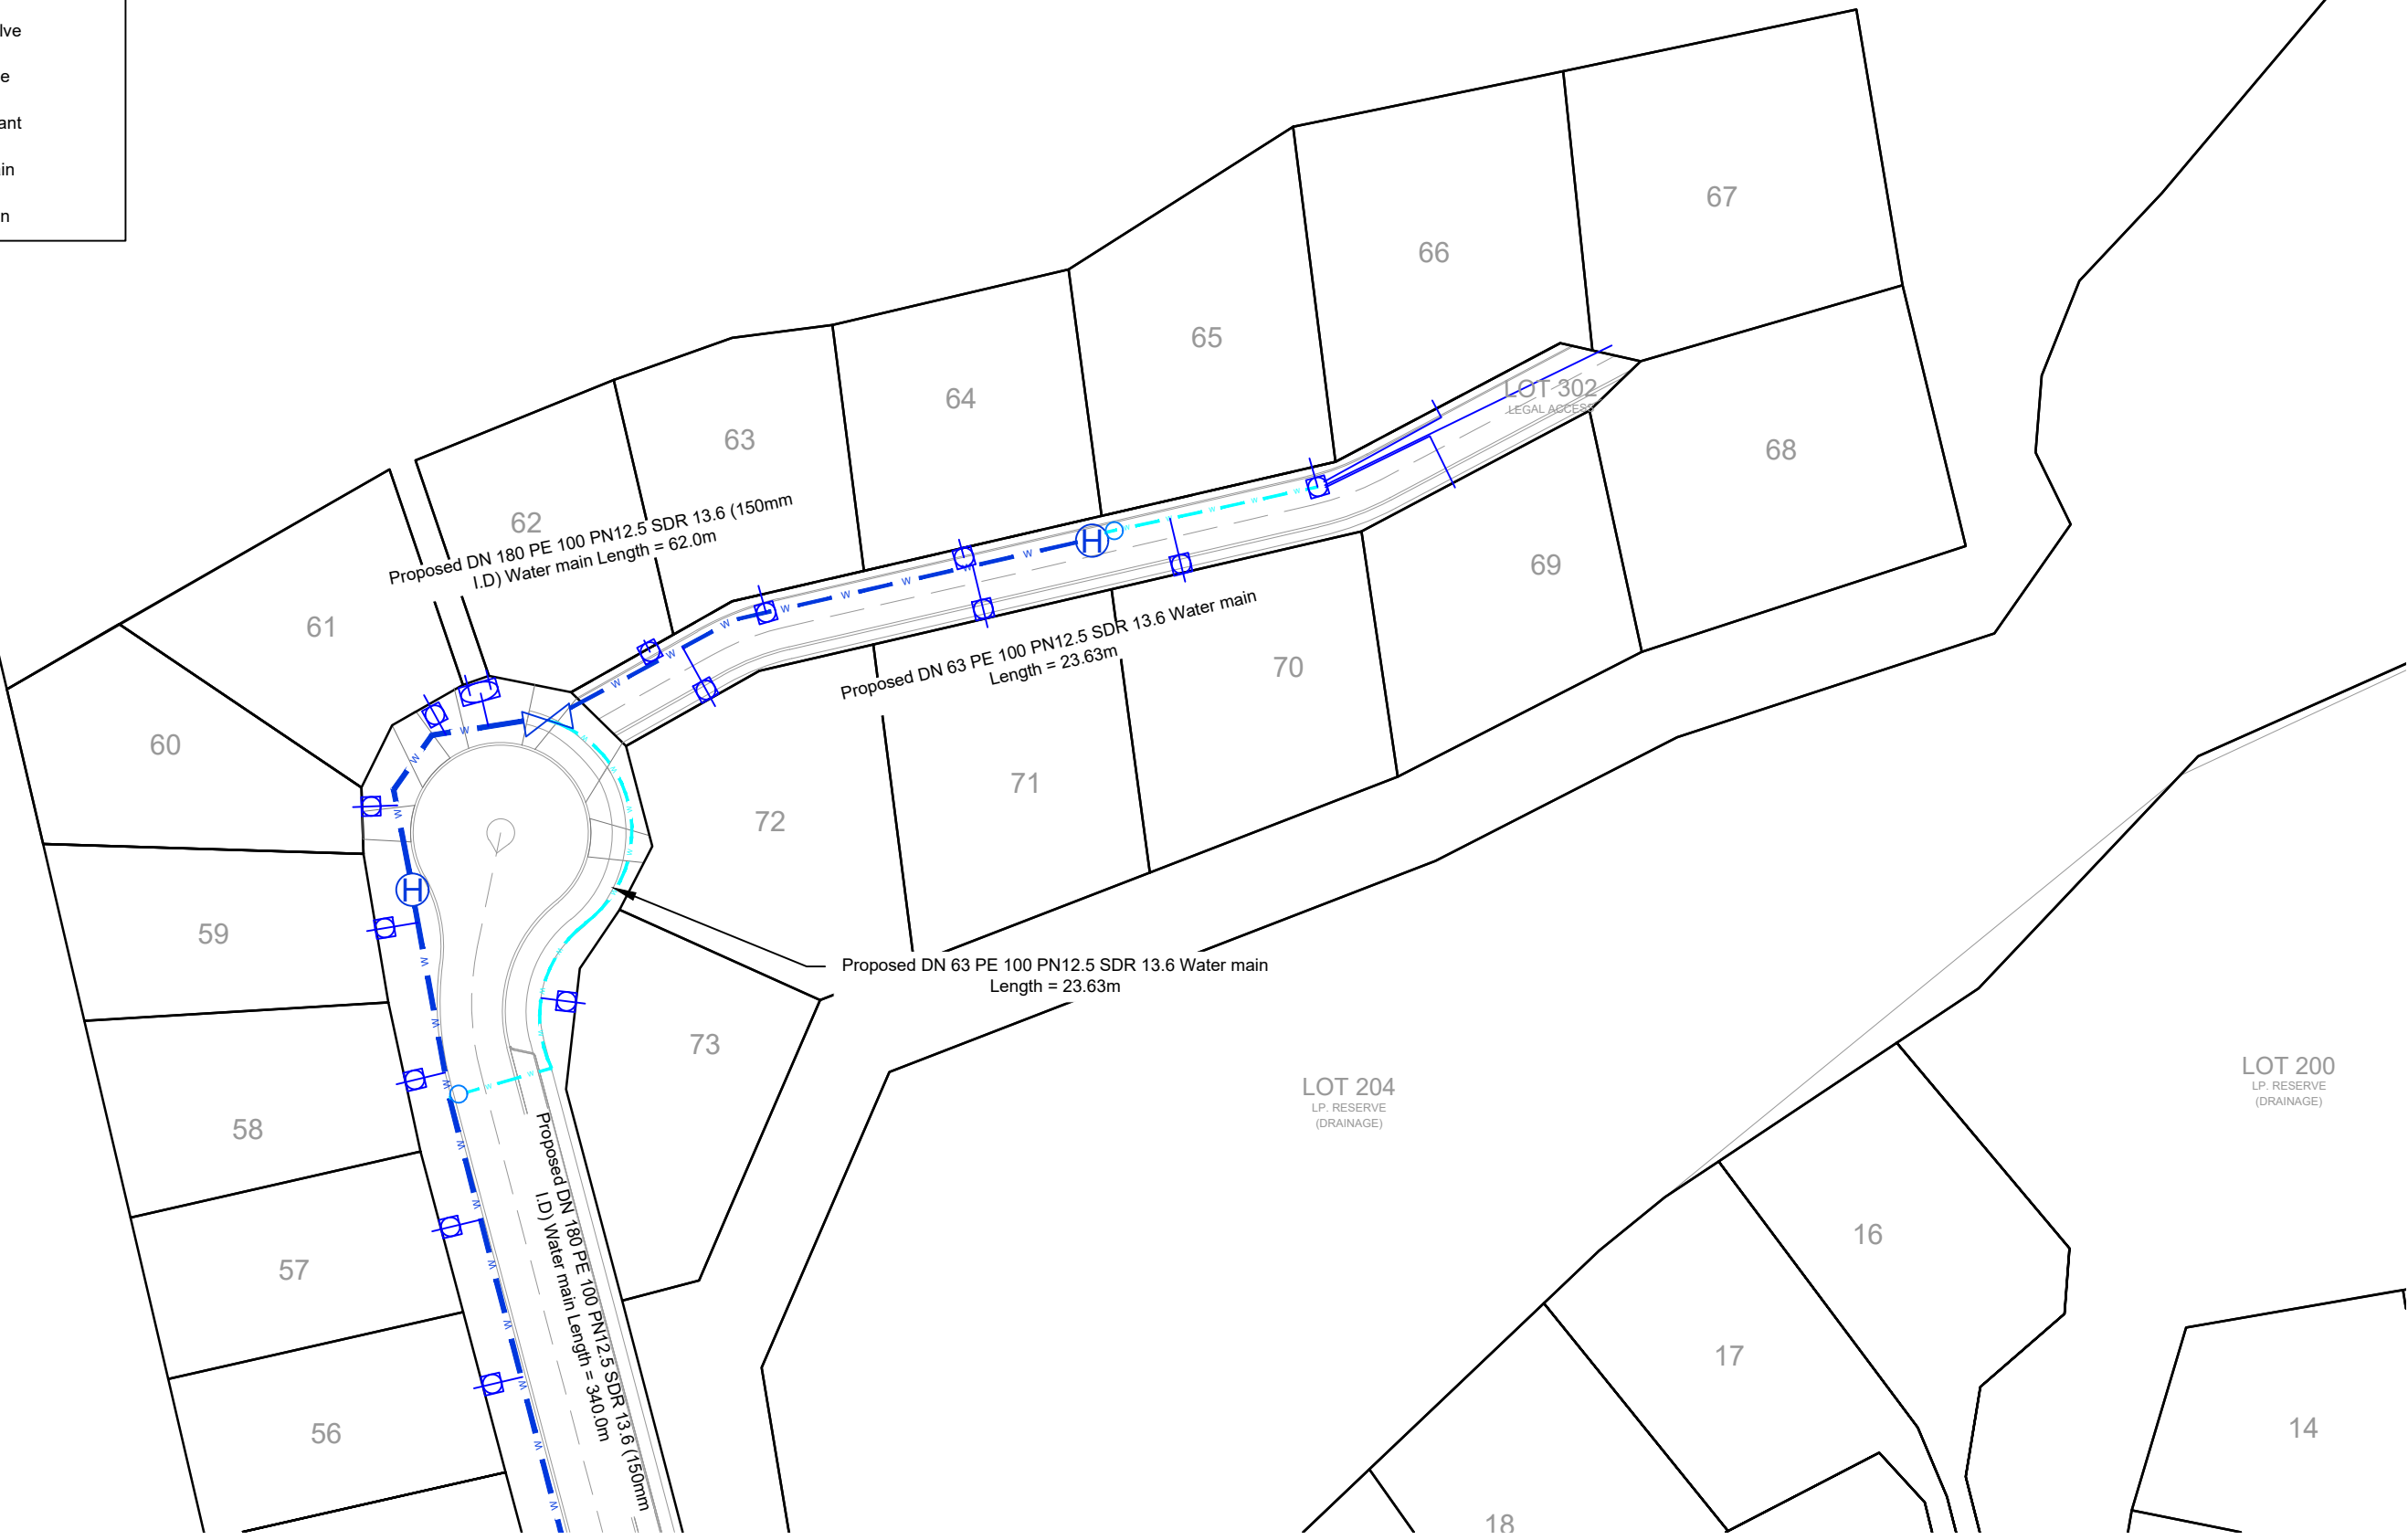 lve
e
ant
in
n
67
66
65
64
LOT 302
LEGAL ACCESS
63
68
62
Proposed DN 180 PE 100 PN12.5 SDR 13.6 (150mm
I.D) Water main Length = 62.0m
H
69
61
Proposed DN 63 PE 100 PN12.5 SDR 13.6 Water main
Length = 23.63m
70
60
71
72
H
59
Proposed DN 63 PE 100 PN12.5 SDR 13.6 Water main
Length = 23.63m
73
LOT 204
LP. RESERVE
(DRAINAGE)
LOT 200
LP. RESERVE
(DRAINAGE)
58
Proposed DN 180 PE 100 PN12.5 SDR 13.6 (150mm
I.D) Water main Length = 340.0m
16
57
17
56
14
18